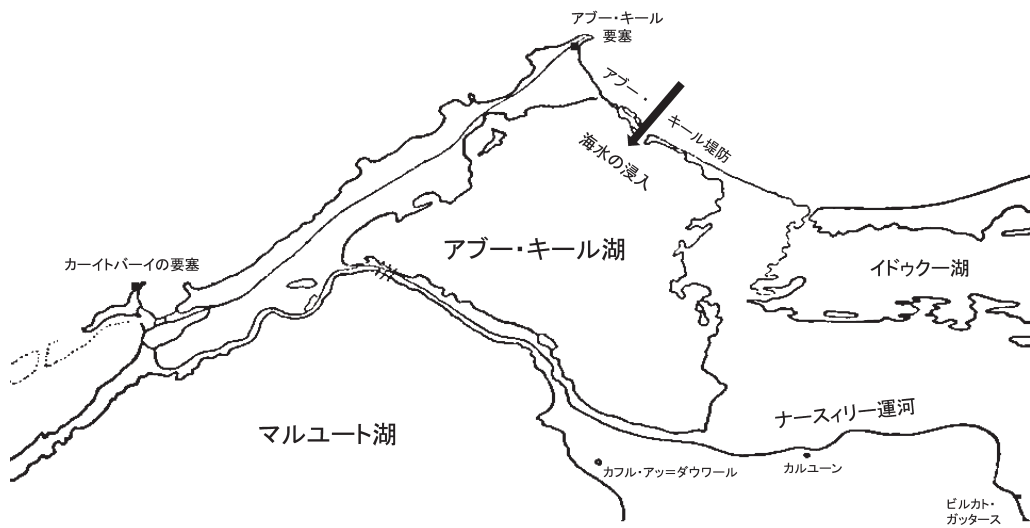 アブー・キール
要塞
アブー・
キール堤防
海水の浸入
アブー・キール湖
カーイトバーイの要塞
イドゥクー湖
マルユート湖
ナースィリー運河
カフル・アッ=ダウワール
カルユーン
ビルカト・
ガッタース